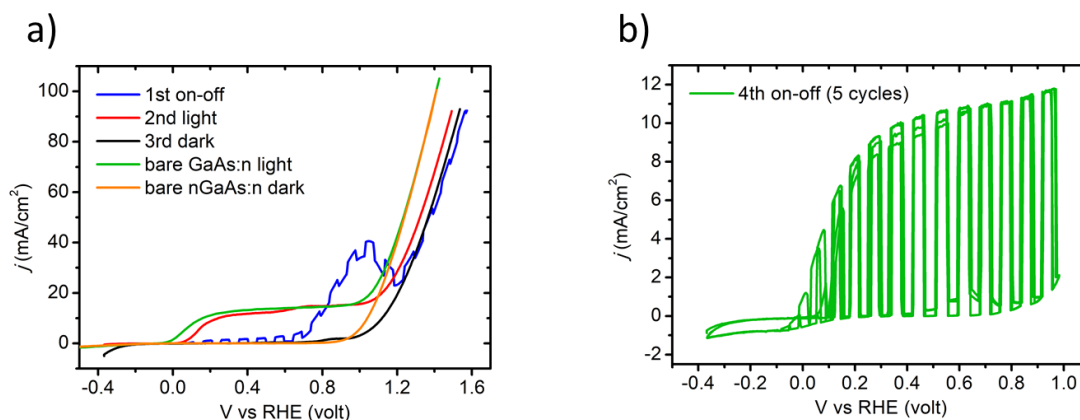 a)
100
80
60
40
20
0
j (mA/cm²)
1st on-off
2nd light
3rd dark
bare GaAs:n light
bare nGaAs:n dark
-0.4 0.0 0.4 0.8 1.2 1.6
V vs RHE (volt)
b)
12
10
8
6
4
2
0
-2
j (mA/cm²)
4th on-off (5 cycles)
-0.4 -0.2 0.0 0.2 0.4 0.6 0.8 1.0
V vs RHE (volt)